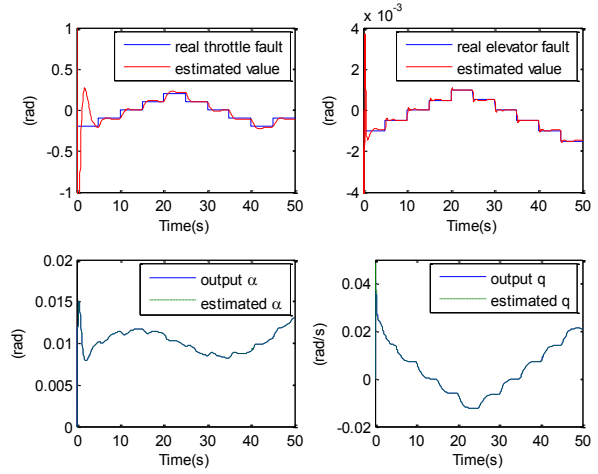 real throttle fault
estimated value
1
0.5
0
-0.5
-1
(rad)
0 10 20 30 40 50
Time(s)
x 10⁻³
real elevator fault
estimated value
4
2
0
-2
4
(rad)
0 10 20 30 40 50
Time(s)
output α
estimated α
0.02
0.015
0.01
0.005
0
(rad)
0 10 20 30 40 50
Time(s)
output q
estimated q
0.04
0.02
0
-0.02
(rad/s)
0 10 20 30 40 50
Time(s)